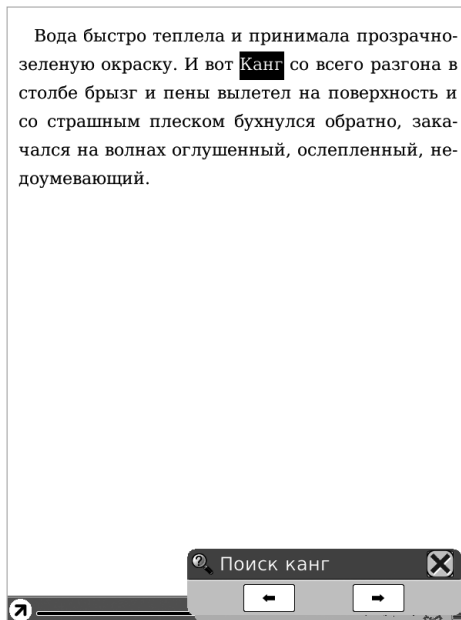 Вода быстро теплела и принимала прозрачно-
зеленую окраску. И вот Канг со всего разгона в
столбе брызг и пены вылетел на поверхность и
со страшным плеском бухнулся обратно, зака-
чался на волнах оглушенный, ослепленный, не-
доумевающий.
Поиск канг